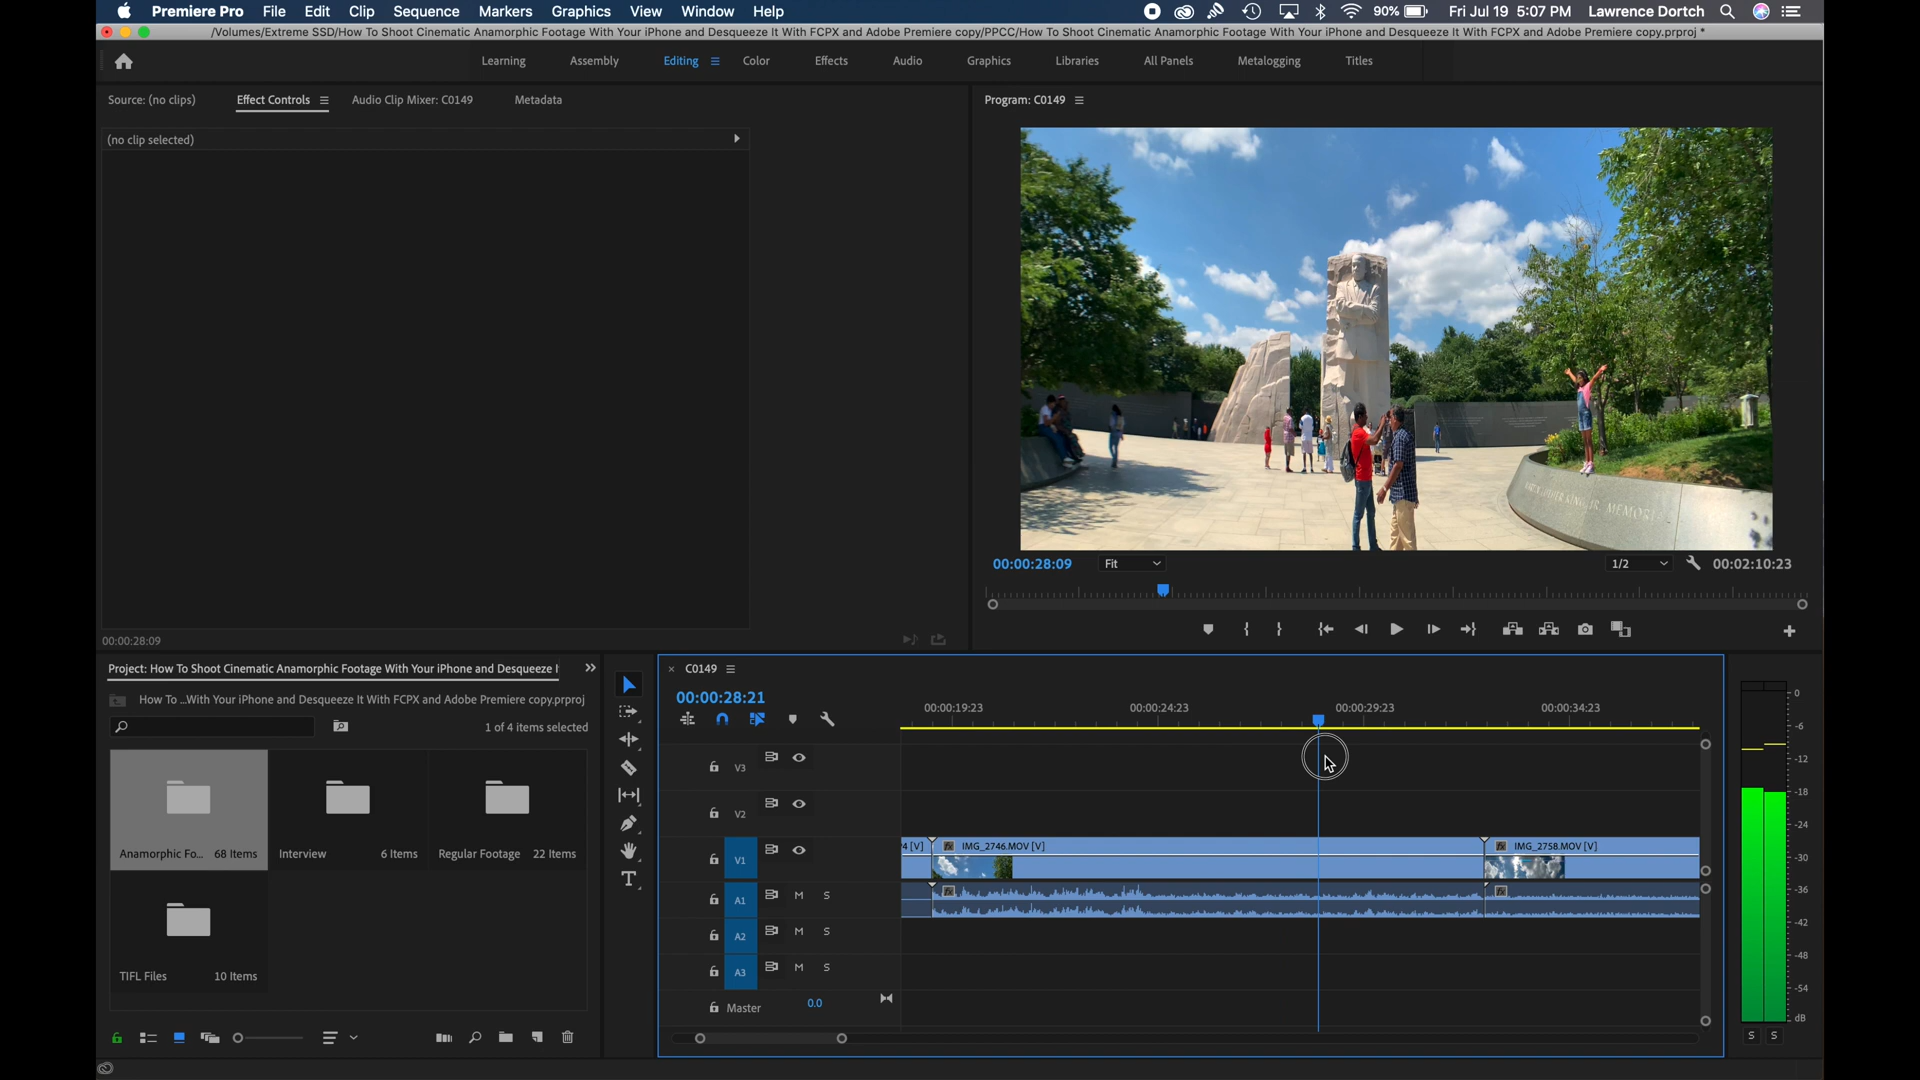 Premiere Pro File Edit Clip Sequence Markers Graphics View Window Help 90% Fri Jul 19 5:07 PM Lawrence Dortch
/Volumes/Extreme SSD/How To Shoot Cinematic Anamorphic Footage With Your iPhone and Desqueeze It With FCPX and Adobe Premiere copy/PPCC/How To Shoot Cinematic Anamorphic Footage With Your iPhone and Desqueeze It With FCPX and Adobe Premiere copy.prproj *
Learning Assembly Editing Color Effects Audio Graphics Libraries All Panels Metalogging Titles
Source: (no clips) Effect Controls Audio Clip Mixer: C0149 Metadata
Program: C0149
(no clip selected)
MARTIN LUTHER KING, JR. MEMORIAL
00:00:28:09 Fit 1/2 00:02:10:23
00:00:28:09
Project: How To Shoot Cinematic Anamorphic Footage With Your iPhone and Desqueeze I
How To ...With Your iPhone and Desqueeze It With FCPX and Adobe Premiere copy.prproj
1 of 4 items selected
Anamorphic Fo... 68 Items
Interview 6 Items
Regular Footage 22 Items
TIFL Files 10 Items
× C0149
00:00:28:21
00:00:19:23 00:00:24:23 00:00:29:23 00:00:34:23
V3
V2
V1
4 [V] fx IMG_2746.MOV [V] fx IMG_2758.MOV [V]
A1 M S fx fx
A2 M S
A3 M S
Master 0.0
0
-6
-12
-18
-24
-30
-36
-42
-48
-54
dB
S S